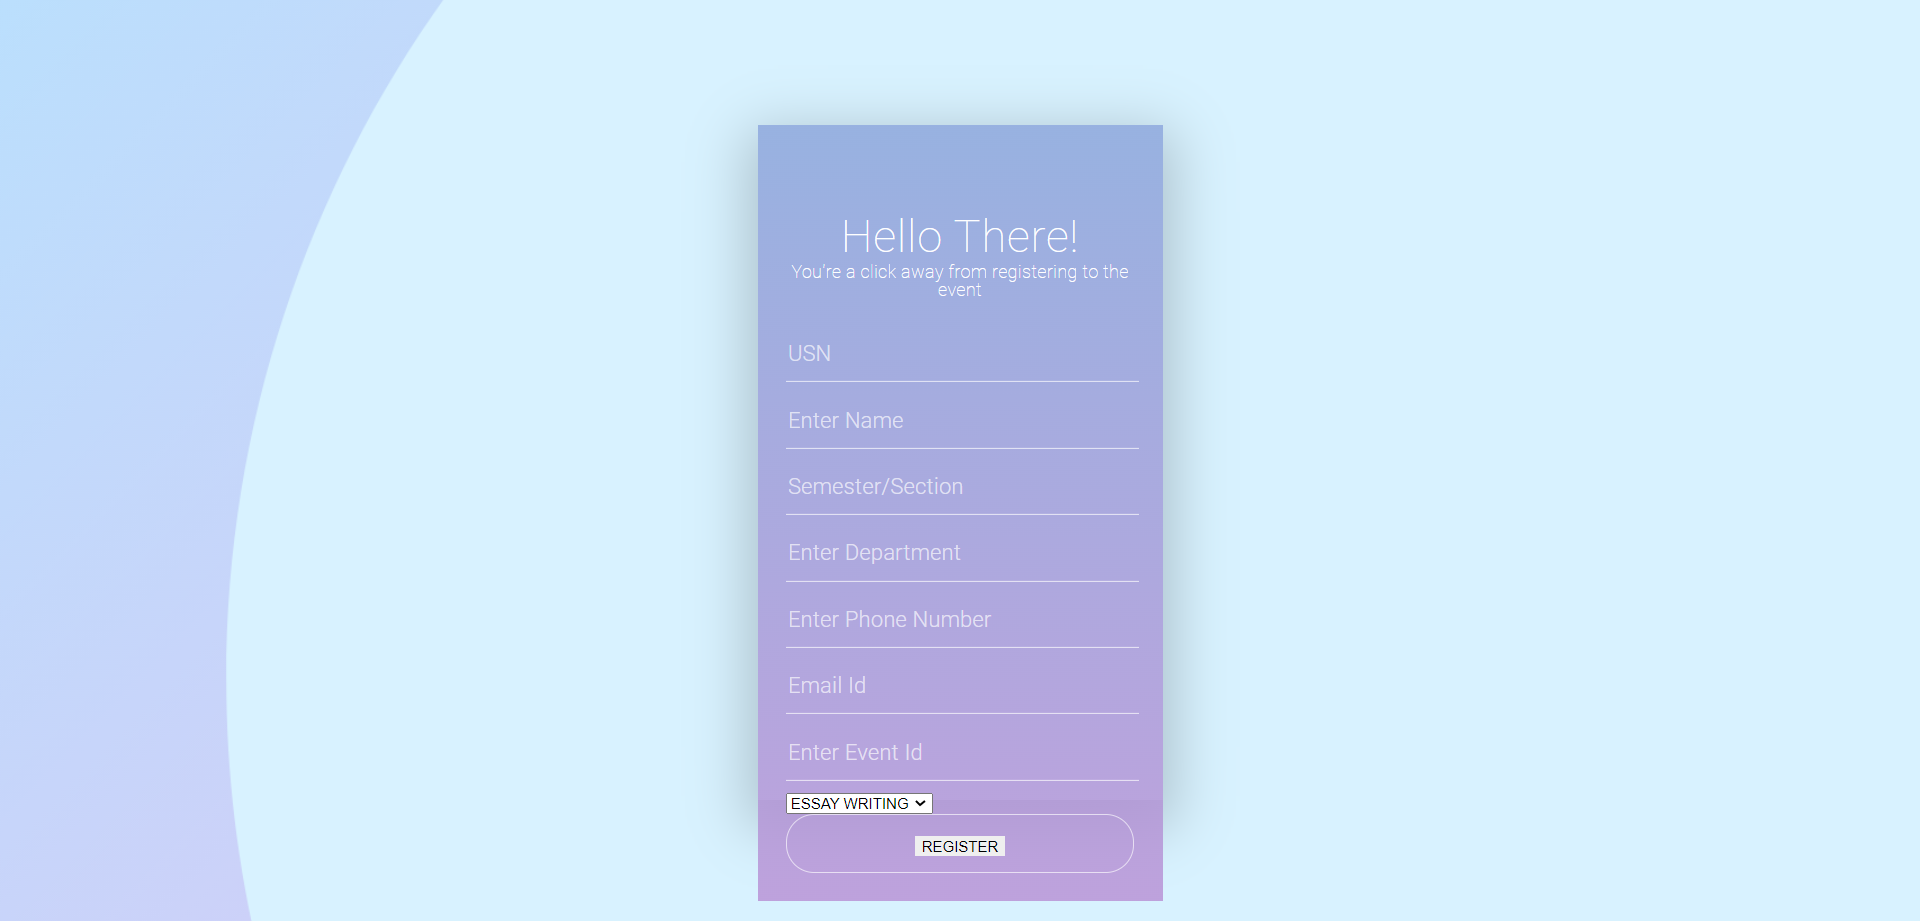 Hello There!
You're a click away from registering to the
event
USN
Enter Name
Semester/Section
Enter Department
Enter Phone Number
Email Id
Enter Event Id
ESSAY WRITING
REGISTER